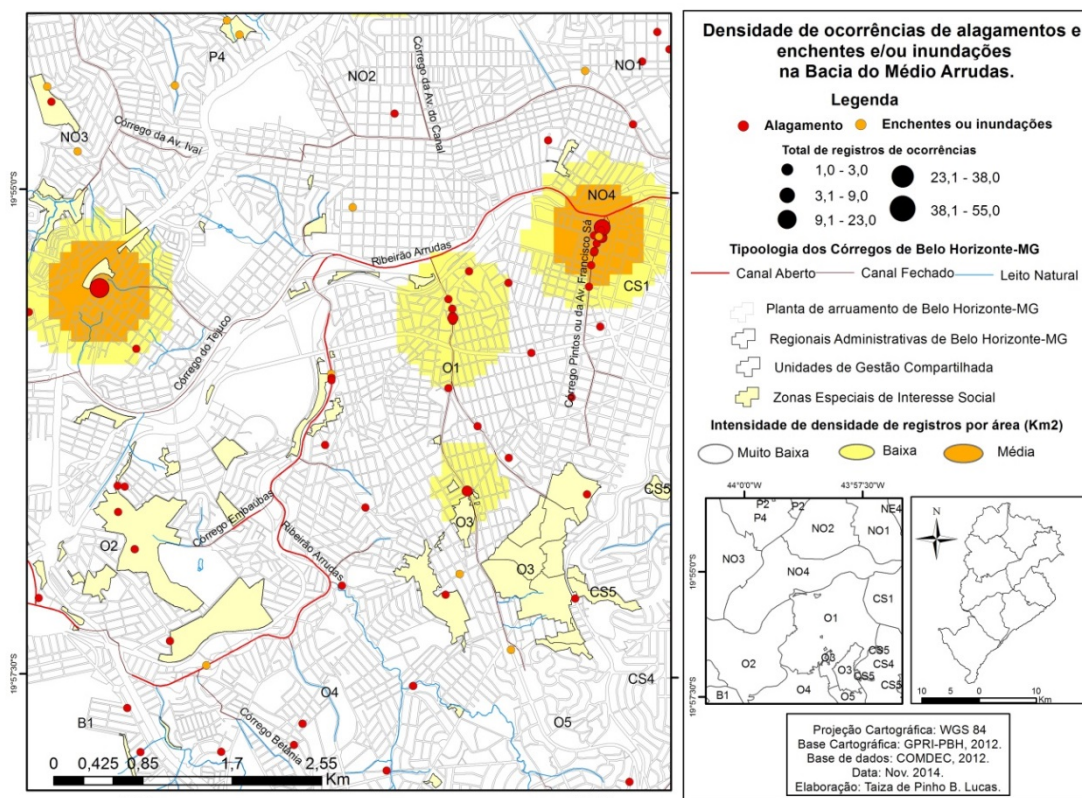 P4
NO2
NO1
Córrego da Av. do Canal
NO3
Córrego da Av. Ivaí
19°55'0"S
NO4
Ribeirão Arrudas
Córrego Pintos ou da Av. Francisco Sá
CS1
Córrego do Tejuco
O1
CS5
Córrego Embaúbas
O3
O2
Ribeirão Arrudas
O3
CS5
19°57'30"S
O4
CS4
B1
O5
Córrego Betânia
0 0,425 0,85 1,7 2,55
Km
Densidade de ocorrências de alagamentos e
enchentes e/ou inundações
na Bacia do Médio Arrudas.
Legenda
Alagamento Enchentes ou inundações
Total de registros de ocorrências
1,0 - 3,0 23,1 - 38,0
3,1 - 9,0 38,1 - 55,0
9,1 - 23,0
Tipoologia dos Córregos de Belo Horizonte-MG
Canal Aberto Canal Fechado Leito Natural
Planta de arruamento de Belo Horizonte-MG
Regionais Administrativas de Belo Horizonte-MG
Unidades de Gestão Compartilhada
Zonas Especiais de Interesse Social
Intensidade de densidade de registros por área (Km2)
Muito Baixa Baixa Média
44°0'0"S 43°57'30"S
P2
P4
P2
NE4
NO2
NO1
NO3
19°55'0"S
NO4
CS1
O1
O2
O3
O3
CS5
CS4
CS5
CS5
B1
O4
O5
19°57'30"S
N
10 0 10
Km
Projeção Cartográfica: WGS 84
Base Cartográfica: GPRI-PBH, 2012.
Base de dados: COMDEC, 2012.
Data: Nov. 2014.
Elaboração: Taiza de Pinho B. Lucas.